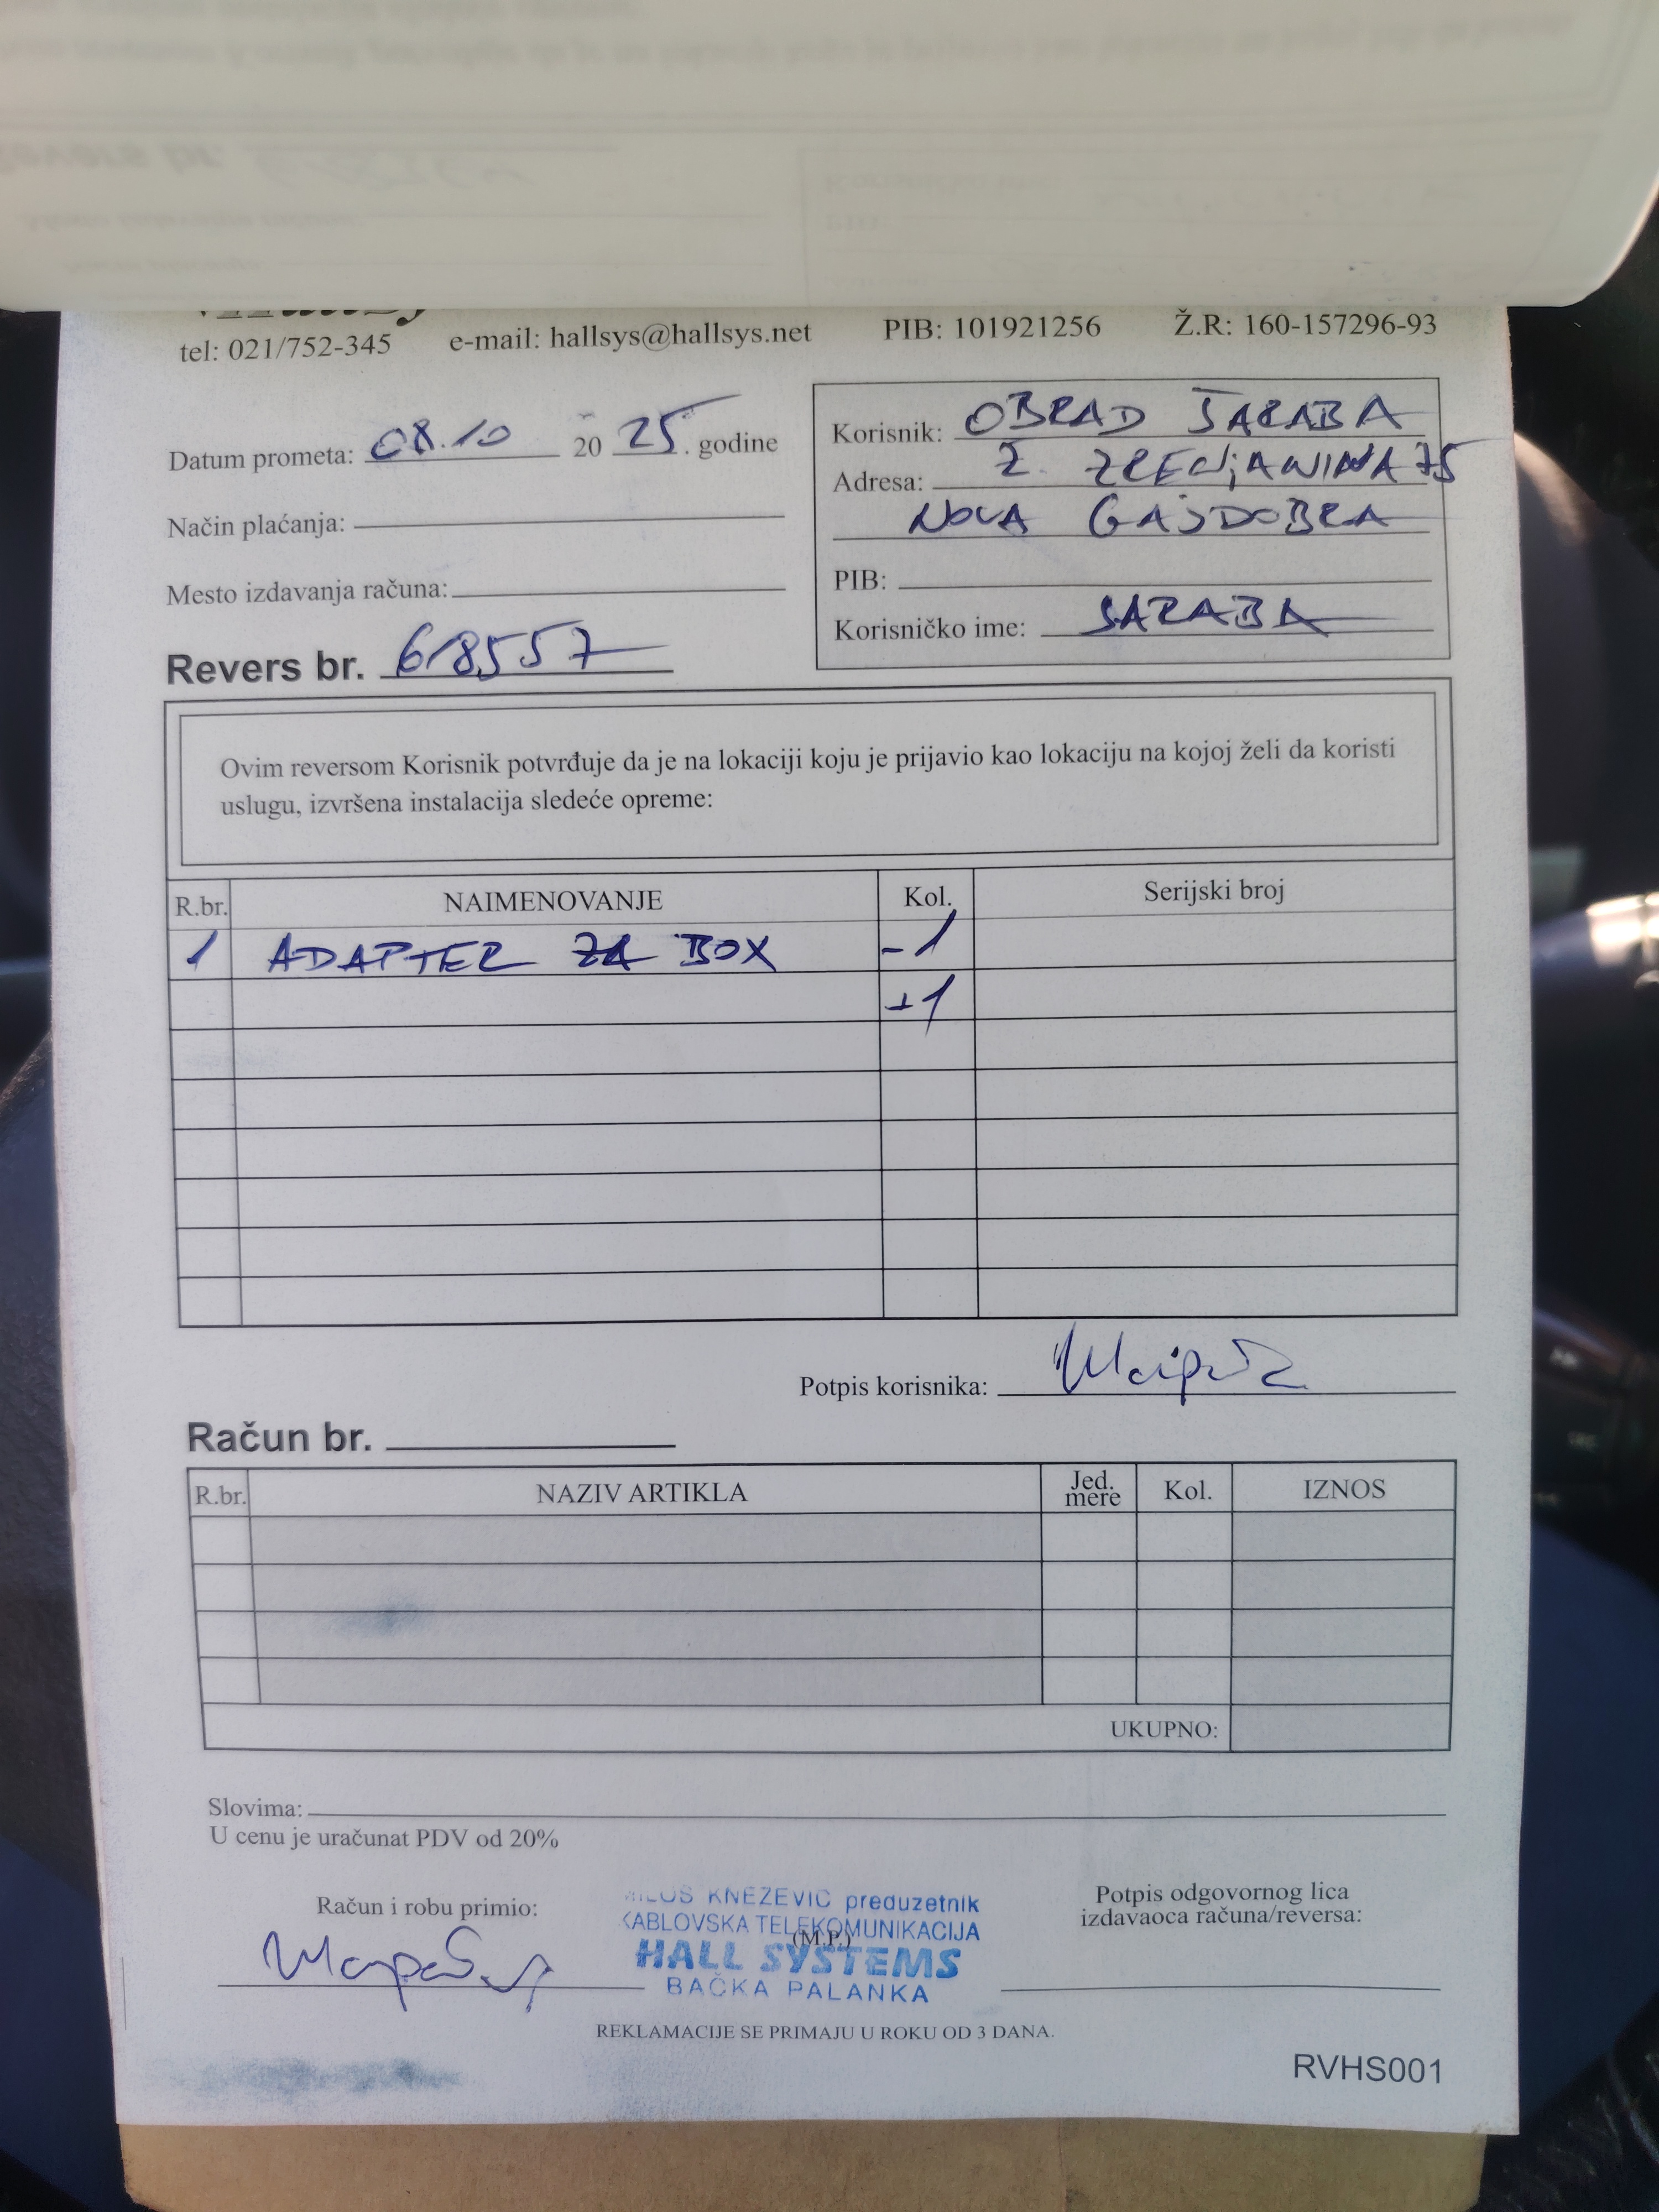 tel: 021/752-345 e-mail: hallsys@hallsys.net PIB: 101921256 Ž.R: 160-157296-93
Datum prometa: 08.10 20 25. godine
Korisnik: OBRAD ŠARABA
Adresa: Ž. ZRENjANINA 75
NOVA GAJDOBRA
Način plaćanja:
PIB:
Mesto izdavanja računa:
Korisničko ime: SARABA
Revers br. 618557
Ovim reversom Korisnik potvrđuje da je na lokaciji koju je prijavio kao lokaciju na kojoj želi da koristi
uslugu, izvršena instalacija sledeće opreme:
R.br. NAIMENOVANJE Kol. Serijski broj
1 ADAPTER ZA BOX -1
+1
Potpis korisnika:
Račun br.
R.br. NAZIV ARTIKLA Jed. mere Kol. IZNOS
UKUPNO:
Slovima:
U cenu je uračunat PDV od 20%
Račun i robu primio:
MILOS KNEZEVIC preduzetnik
KABLOVSKA TELEKOMUNIKACIJA
(M.P.)
HALL SYSTEMS
BAČKA PALANKA
Potpis odgovornog lica
izdavaoca računa/reversa:
REKLAMACIJE SE PRIMAJU U ROKU OD 3 DANA.
RVHS001